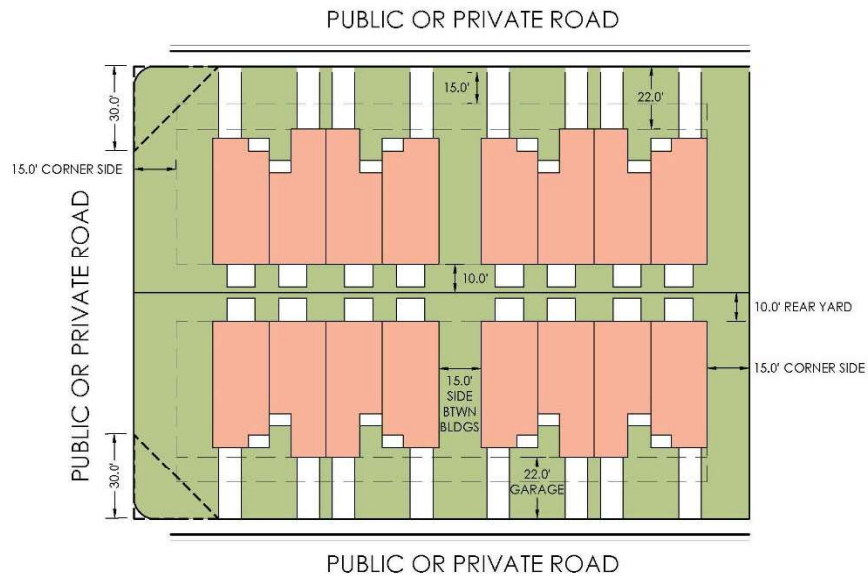 PUBLIC OR PRIVATE ROAD
30.0'
15.0'
22.0'
15.0' CORNER SIDE
PUBLIC OR PRIVATE ROAD
10.0'
10.0' REAR YARD
15.0'
SIDE
BTWN
BLDGS
15.0' CORNER SIDE
30.0'
22.0'
GARAGE
PUBLIC OR PRIVATE ROAD